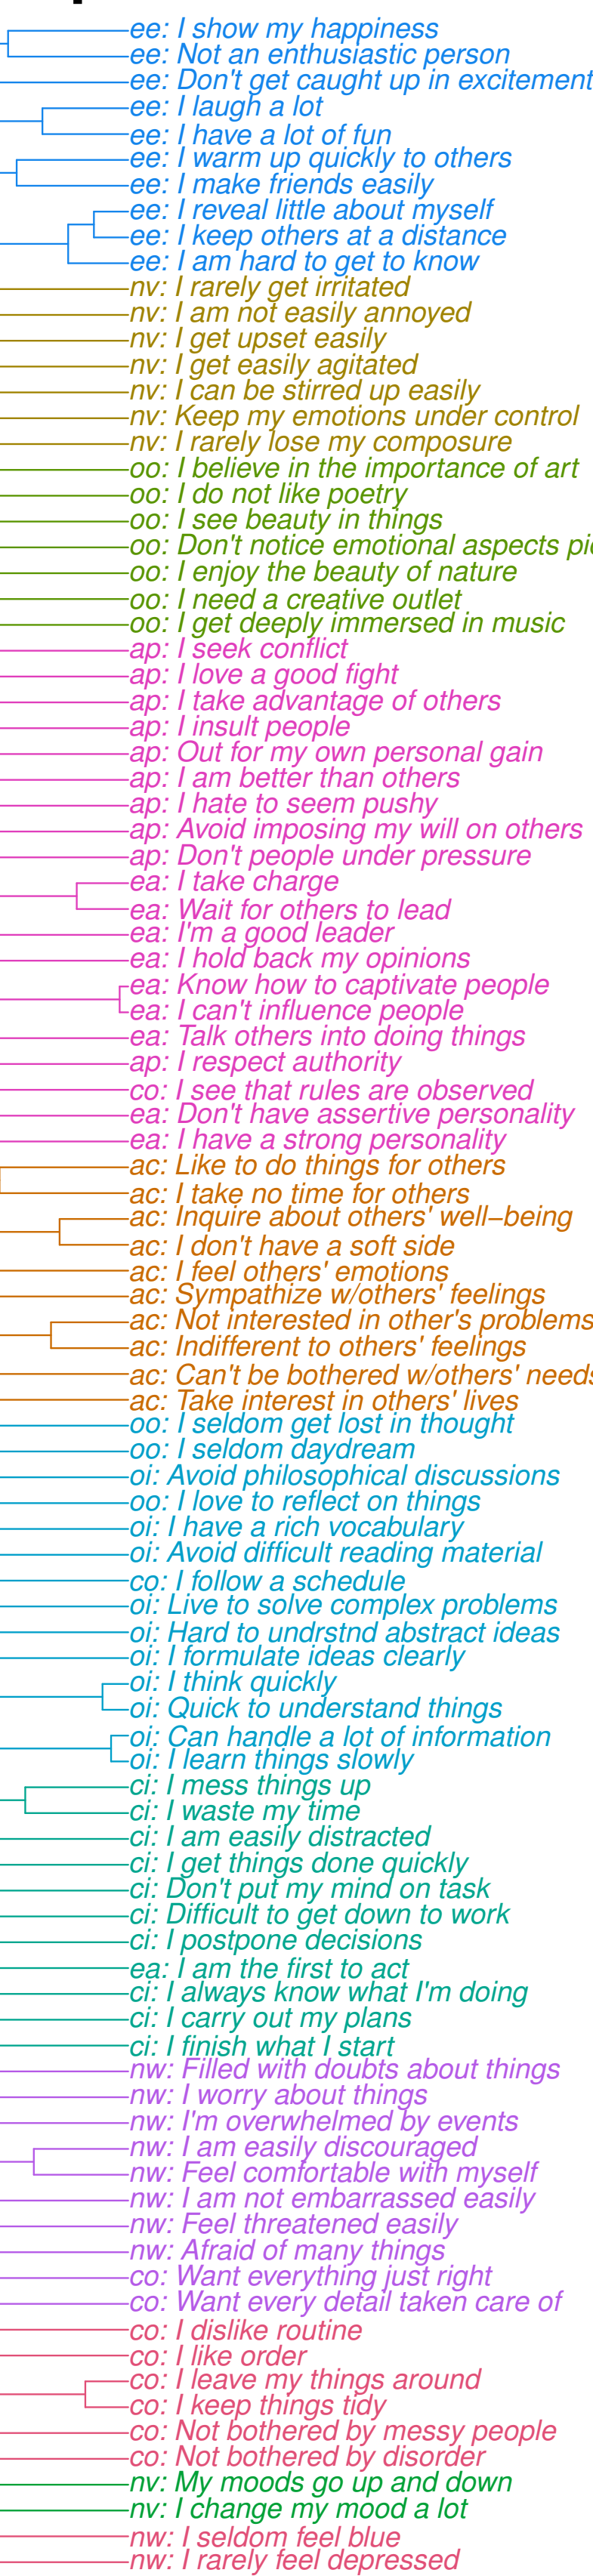 ee: I show my happiness
ee: Not an enthusiastic person
ee: Don't get caught up in excitement
ee: I laugh a lot
ee: I have a lot of fun
ee: I warm up quickly to others
ee: I make friends easily
ee: I reveal little about myself
ee: I keep others at a distance
ee: I am hard to get to know
nv: I rarely get irritated
nv: I am not easily annoyed
nv: I get upset easily
nv: I get easily agitated
nv: I can be stirred up easily
nv: Keep my emotions under control
nv: I rarely lose my composure
oo: I believe in the importance of art
oo: I do not like poetry
oo: I see beauty in things
oo: Don't notice emotional aspects pic
oo: I enjoy the beauty of nature
oo: I need a creative outlet
oo: I get deeply immersed in music
ap: I seek conflict
ap: I love a good fight
ap: I take advantage of others
ap: I insult people
ap: Out for my own personal gain
ap: I am better than others
ap: I hate to seem pushy
ap: Avoid imposing my will on others
ap: Don't people under pressure
ea: I take charge
ea: Wait for others to lead
ea: I'm a good leader
ea: I hold back my opinions
ea: Know how to captivate people
ea: I can't influence people
ea: Talk others into doing things
ap: I respect authority
co: I see that rules are observed
ea: Don't have assertive personality
ea: I have a strong personality
ac: Like to do things for others
ac: I take no time for others
ac: Inquire about others' well−being
ac: I don't have a soft side
ac: I feel others' emotions
ac: Sympathize w/others' feelings
ac: Not interested in other's problems
ac: Indifferent to others' feelings
ac: Can't be bothered w/others' needs
ac: Take interest in others' lives
oo: I seldom get lost in thought
oo: I seldom daydream
oi: Avoid philosophical discussions
oo: I love to reflect on things
oi: I have a rich vocabulary
oi: Avoid difficult reading material
co: I follow a schedule
oi: Live to solve complex problems
oi: Hard to undrstnd abstract ideas
oi: I formulate ideas clearly
oi: I think quickly
oi: Quick to understand things
oi: Can handle a lot of information
oi: I learn things slowly
ci: I mess things up
ci: I waste my time
ci: I am easily distracted
ci: I get things done quickly
ci: Don't put my mind on task
ci: Difficult to get down to work
ci: I postpone decisions
ea: I am the first to act
ci: I always know what I'm doing
ci: I carry out my plans
ci: I finish what I start
nw: Filled with doubts about things
nw: I worry about things
nw: I'm overwhelmed by events
nw: I am easily discouraged
nw: Feel comfortable with myself
nw: I am not embarrassed easily
nw: Feel threatened easily
nw: Afraid of many things
co: Want everything just right
co: Want every detail taken care of
co: I dislike routine
co: I like order
co: I leave my things around
co: I keep things tidy
co: Not bothered by messy people
co: Not bothered by disorder
nv: My moods go up and down
nv: I change my mood a lot
nw: I seldom feel blue
nw: I rarely feel depressed